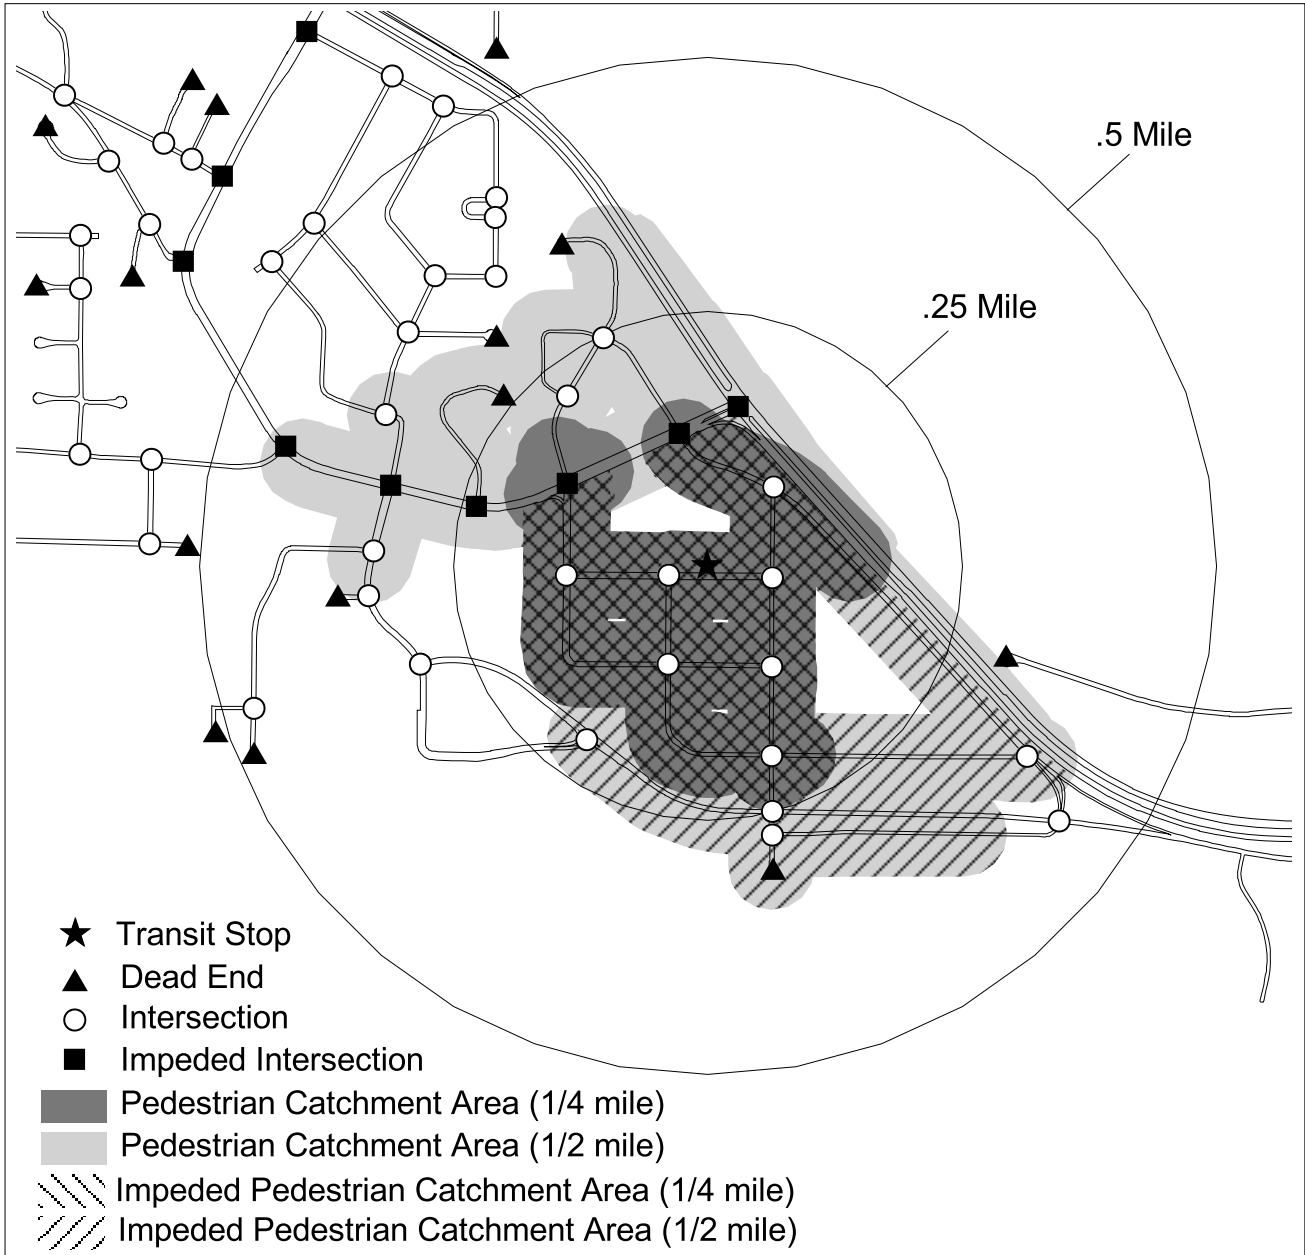 .5 Mile
.25 Mile
Transit Stop
Dead End
Intersection
Impeded Intersection
Pedestrian Catchment Area (1/4 mile)
Pedestrian Catchment Area (1/2 mile)
Impeded Pedestrian Catchment Area (1/4 mile)
Impeded Pedestrian Catchment Area (1/2 mile)